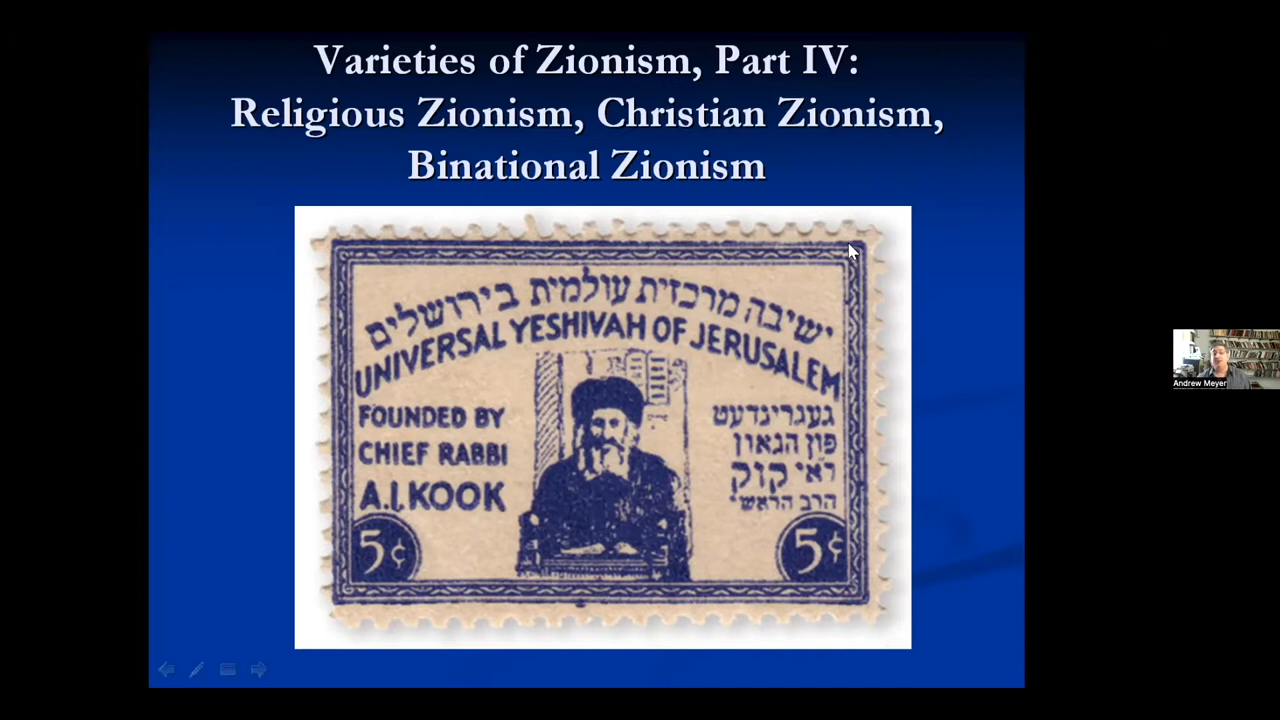 Varieties of Zionism, Part IV:
Religious Zionism, Christian Zionism,
Binational Zionism
ישיבה מרכזית עולמית בירושלים
UNIVERSAL YESHIVAH OF JERUSALEM
FOUNDED BY
CHIEF RABBI
A.I.KOOK
געגרינדעט
פון הגאון
ראי קוק
הרב הראשי
5¢
5¢
Andrew Meyer